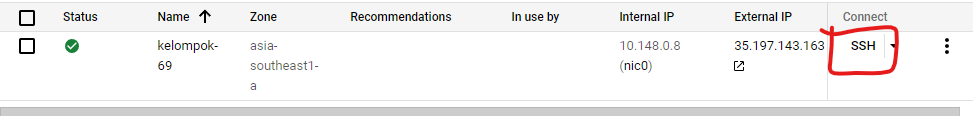 Status Name Zone Recommendations In use by Internal IP External IP Connect
kelompok- asia- 10.148.0.8 35.197.143.163 SSH
69 southeast1- (nic0)
a